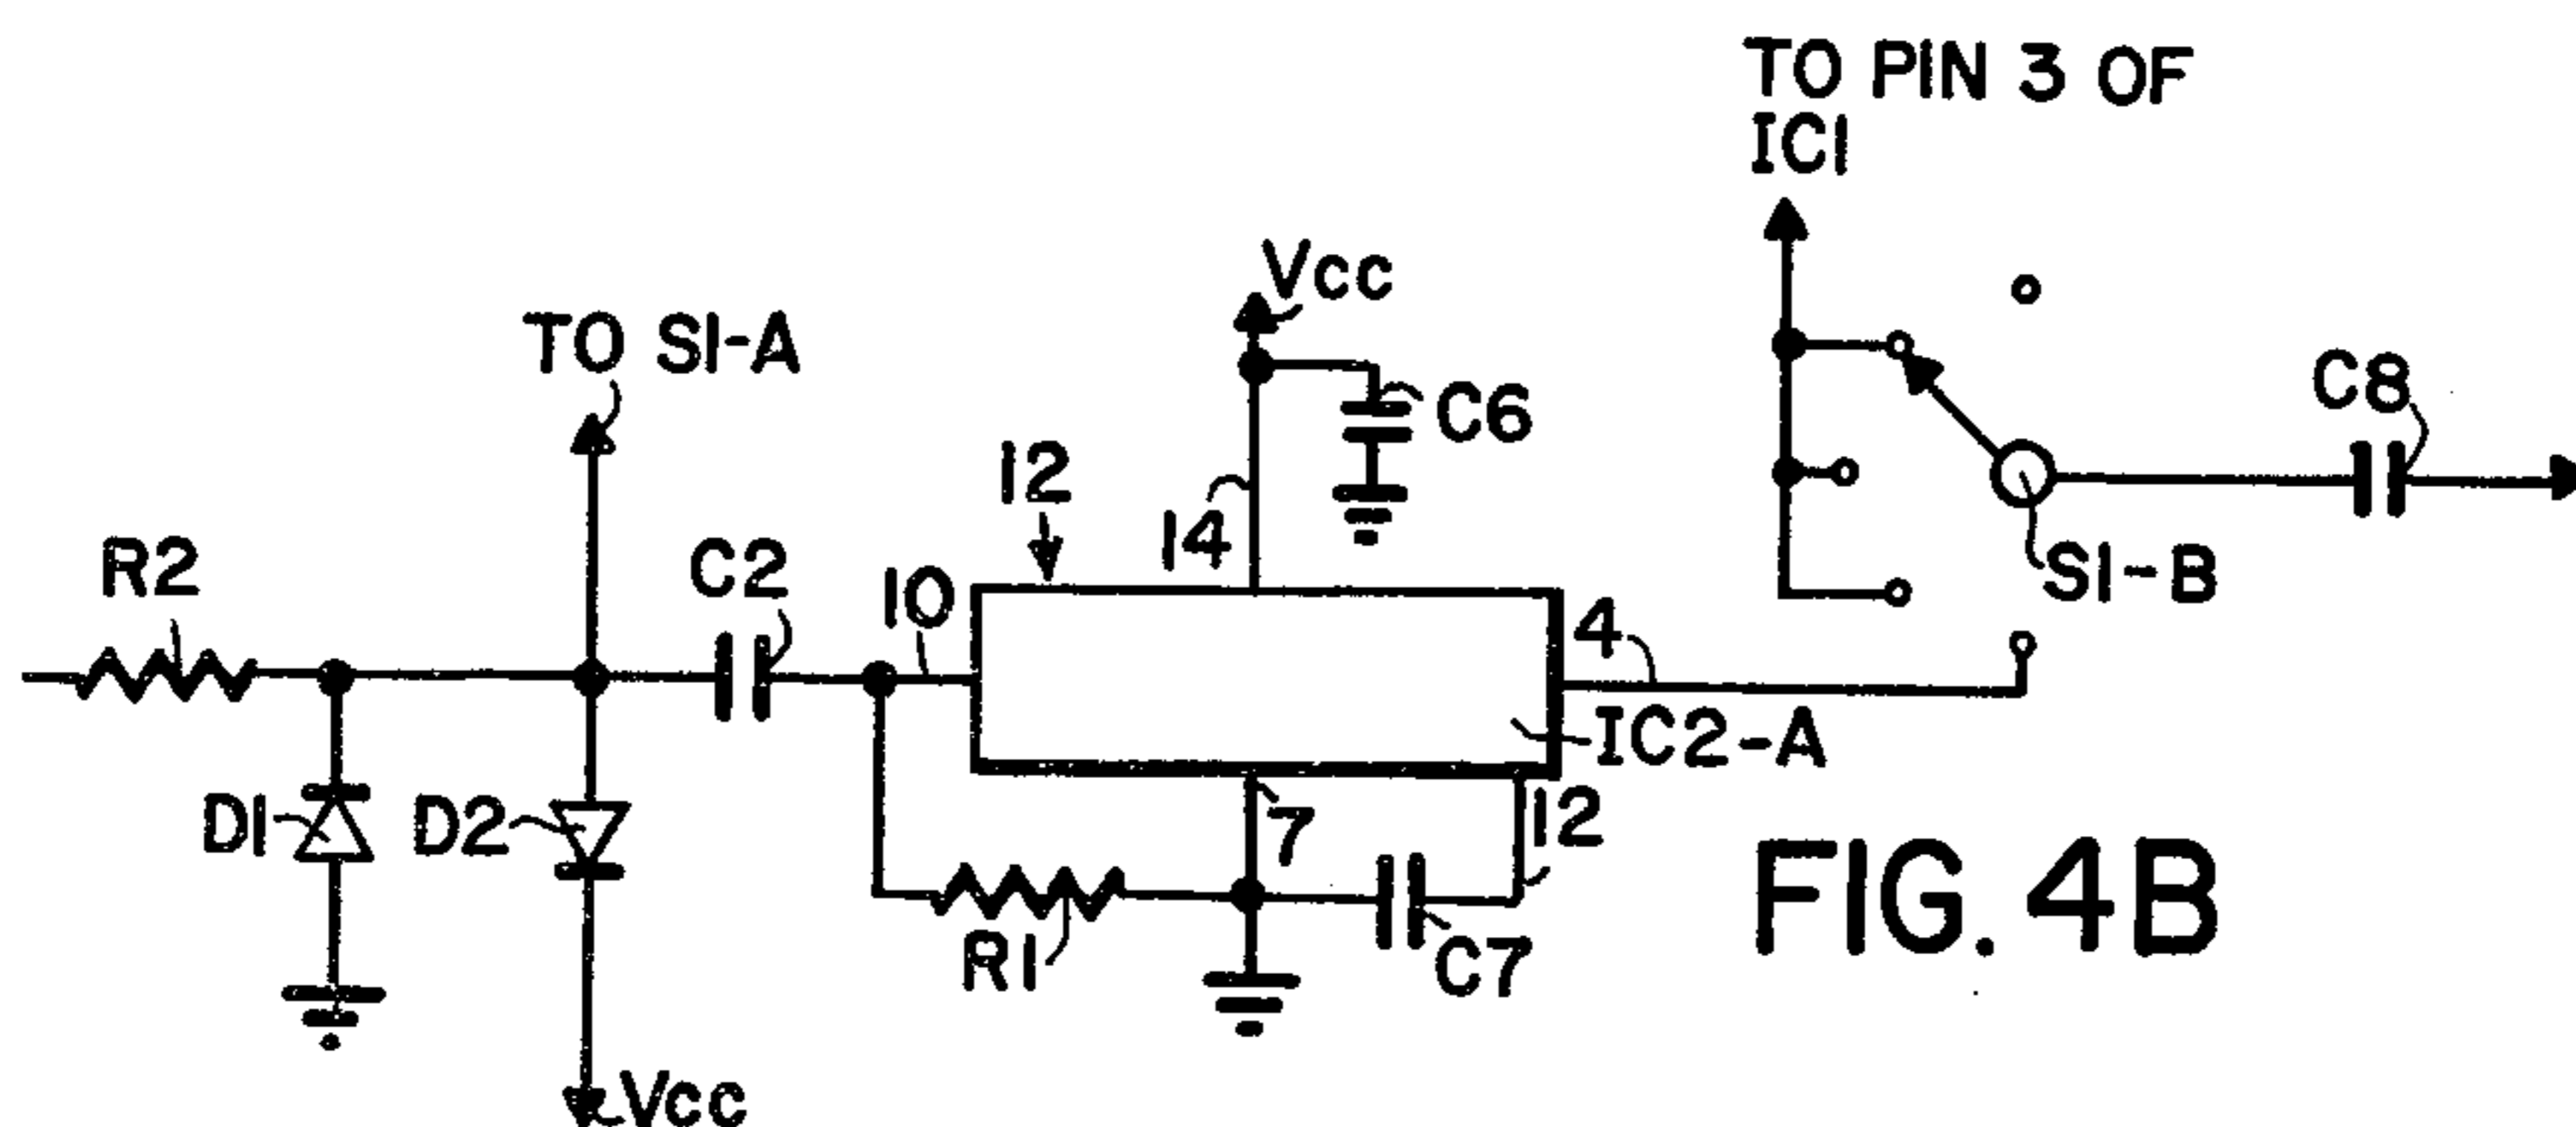 TO PIN 3 OF
IC1
Vcc
TO S1-A
C6
C8
12
14
R2
C2
10
4
S1-B
IC2-A
D1
D2
7
12
R1
C7
FIG. 4B
Vcc